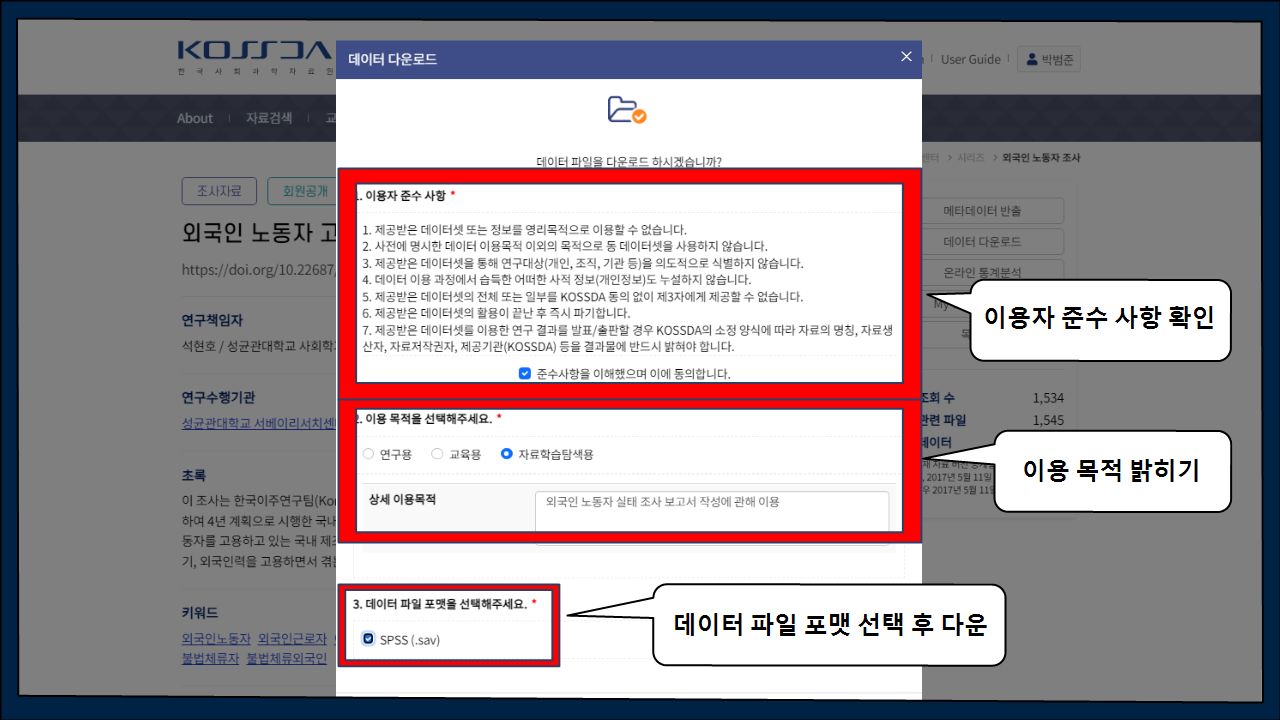 KOSSDA
한 국 사 회 과 학 자 료 원
User Guide
박범준
About
자료검색
데이터 다운로드
데이터 파일을 다운로드 하시겠습니까?
시리즈 > 외국인 노동자 조사
조사자료
회원공개
외국인 노동자 고
https://doi.org/10.22687/
연구책임자
석현호 / 성균관대학교 사회학
연구수행기관
성균관대학교 서베이리서치센
초록
이 조사는 한국이주연구팀(Kor
하여 4년 계획으로 시행한 국내
동자를 고용하고 있는 국내 제조
기, 외국인력을 고용하면서 겪
키워드
외국인노동자 외국인근로자
불법체류자 불법체류외국인
1. 이용자 준수 사항 *
1. 제공받은 데이터셋 또는 정보를 영리목적으로 이용할 수 없습니다.
2. 사전에 명시한 데이터 이용목적 이외의 목적으로 동 데이터셋을 사용하지 않습니다.
3. 제공받은 데이터셋을 통해 연구대상(개인, 조직, 기관 등)을 의도적으로 식별하지 않습니다.
4. 데이터 이용 과정에서 습득한 어떠한 사적 정보(개인정보)도 누설하지 않습니다.
5. 제공받은 데이터셋의 전체 또는 일부를 KOSSDA 동의 없이 제3자에게 제공할 수 없습니다.
6. 제공받은 데이터셋의 활용이 끝난 후 즉시 파기합니다.
7. 제공받은 데이터셋를 이용한 연구 결과를 발표/출판할 경우 KOSSDA의 소정 양식에 따라 자료의 명칭, 자료생
산자, 자료저작권자, 제공기관(KOSSDA) 등을 결과물에 반드시 밝혀야 합니다.
준수사항을 이해했으며 이에 동의합니다.
2. 이용 목적을 선택해주세요. *
연구용 교육용 자료학습탐색용
상세 이용목적
외국인 노동자 실태 조사 보고서 작성에 관해 이용
3. 데이터 파일 포맷을 선택해주세요. *
SPSS (.sav)
메타데이터 반출
데이터 다운로드
온라인 통계분석
My
조회 수 1,534
관련 파일 1,545
데이터
, 2017년 5월 11일
우 2017년 5월 11일
이용자 준수 사항 확인
이용 목적 밝히기
데이터 파일 포맷 선택 후 다운